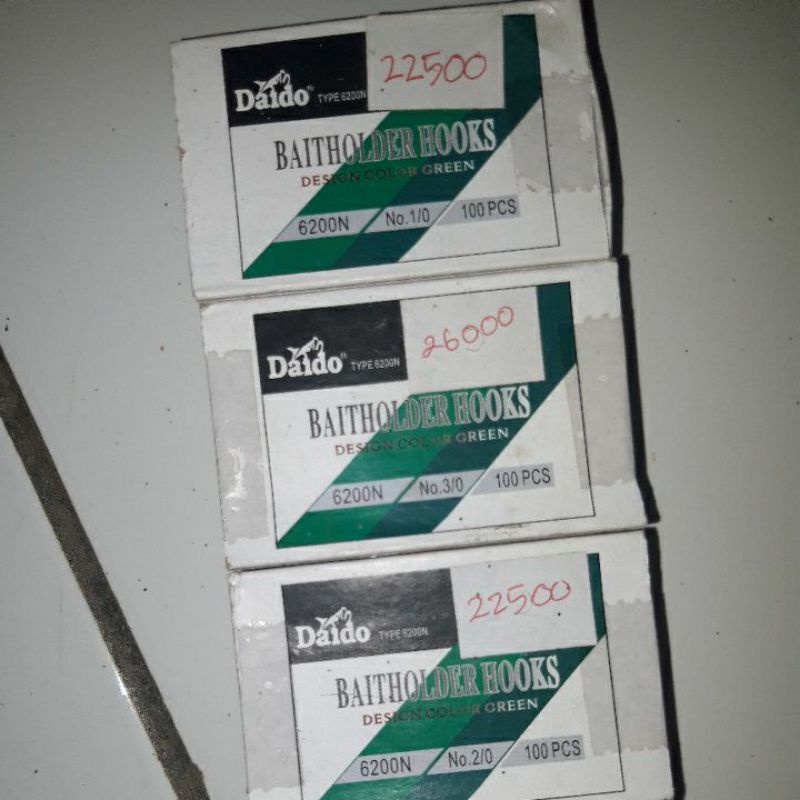 22500
Daido® TYPE 6200N
BAITHOLDER HOOKS
DESIGN COLOR GREEN
6200N No.1/0 100 PCS
26000
Daido® TYPE 6200N
BAITHOLDER HOOKS
DESIGN COLOR GREEN
6200N No.3/0 100 PCS
22500
Daido TYPE 6200N
BAITHOLDER HOOKS
DESIGN COLOR GREEN
6200N No.2/0 100 PCS